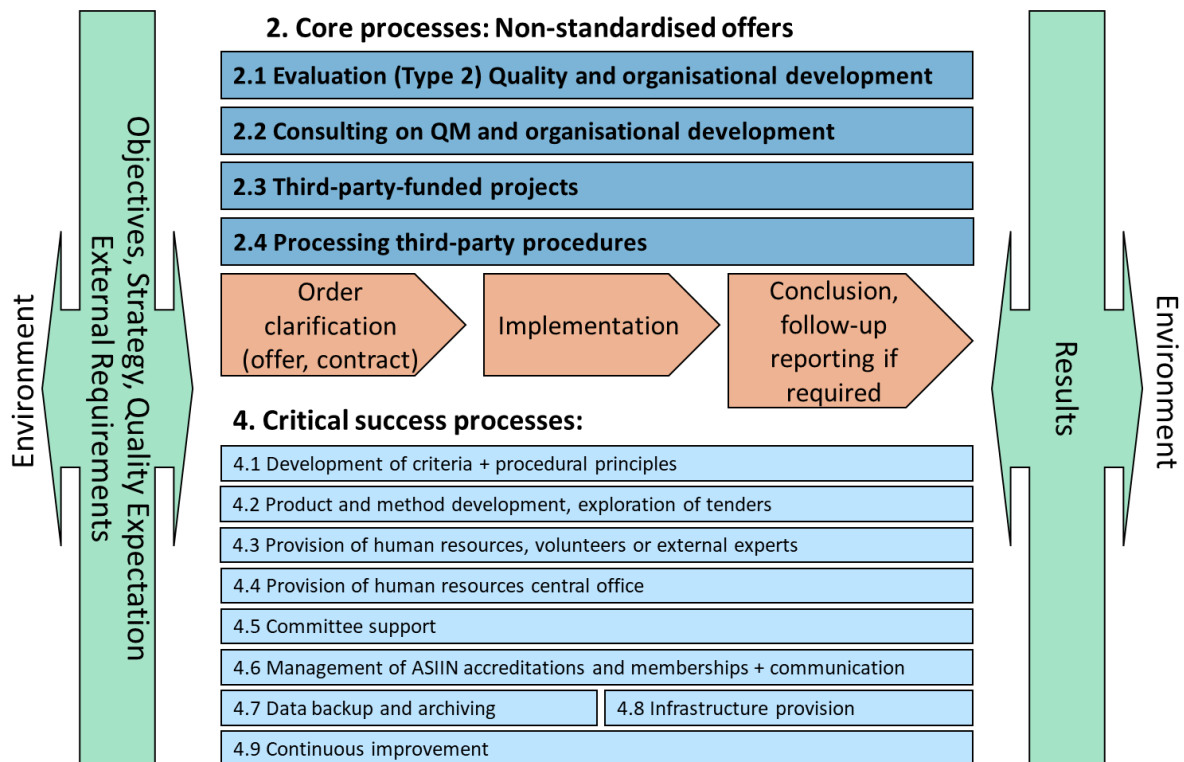 2. Core processes: Non-standardised offers
2.1 Evaluation (Type 2) Quality and organisational development
2.2 Consulting on QM and organisational development
2.3 Third-party-funded projects
2.4 Processing third-party procedures
Order
clarification
(offer, contract)
Implementation
Conclusion,
follow-up
reporting if
required
4. Critical success processes:
4.1 Development of criteria + procedural principles
4.2 Product and method development, exploration of tenders
4.3 Provision of human resources, volunteers or external experts
4.4 Provision of human resources central office
4.5 Committee support
4.6 Management of ASIIN accreditations and memberships + communication
4.7 Data backup and archiving
4.8 Infrastructure provision
4.9 Continuous improvement
Environment
Objectives, Strategy, Quality Expectation
External Requirements
Results
Environment